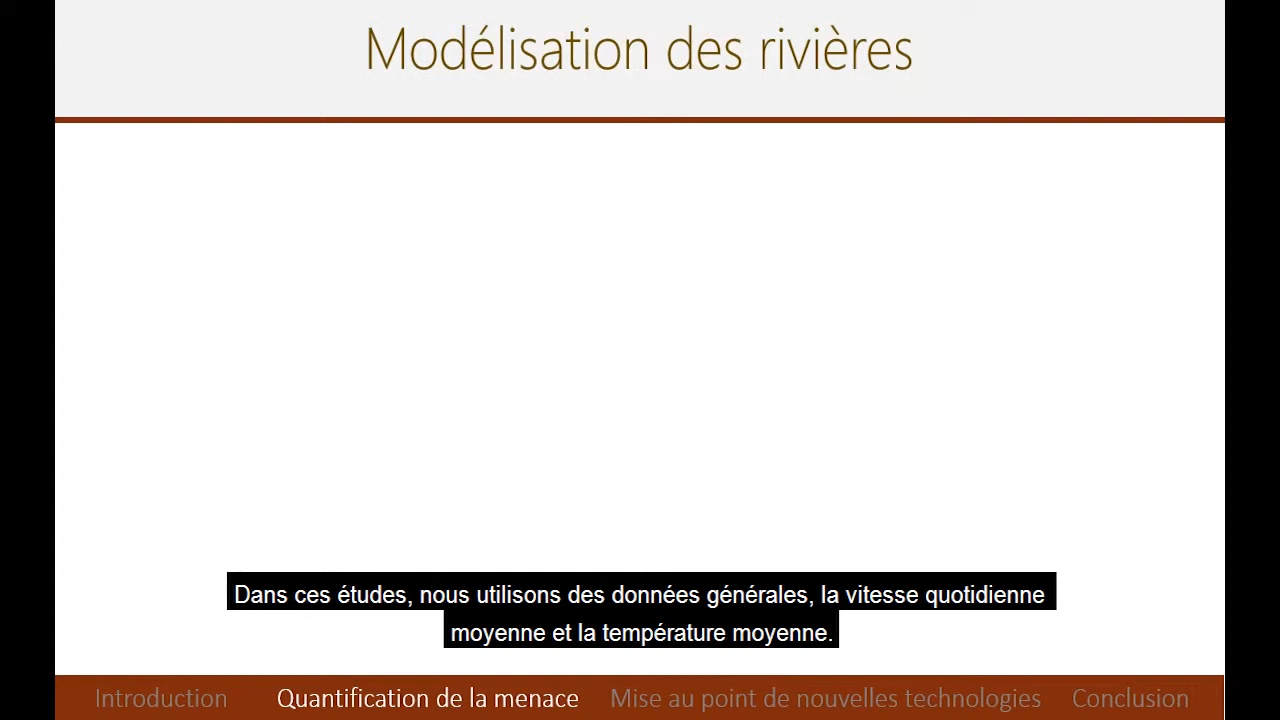 Modélisation des rivières
Dans ces études, nous utilisons des données générales, la vitesse quotidienne
moyenne et la température moyenne.
Introduction Quantification de la menace Mise au point de nouvelles technologies Conclusion